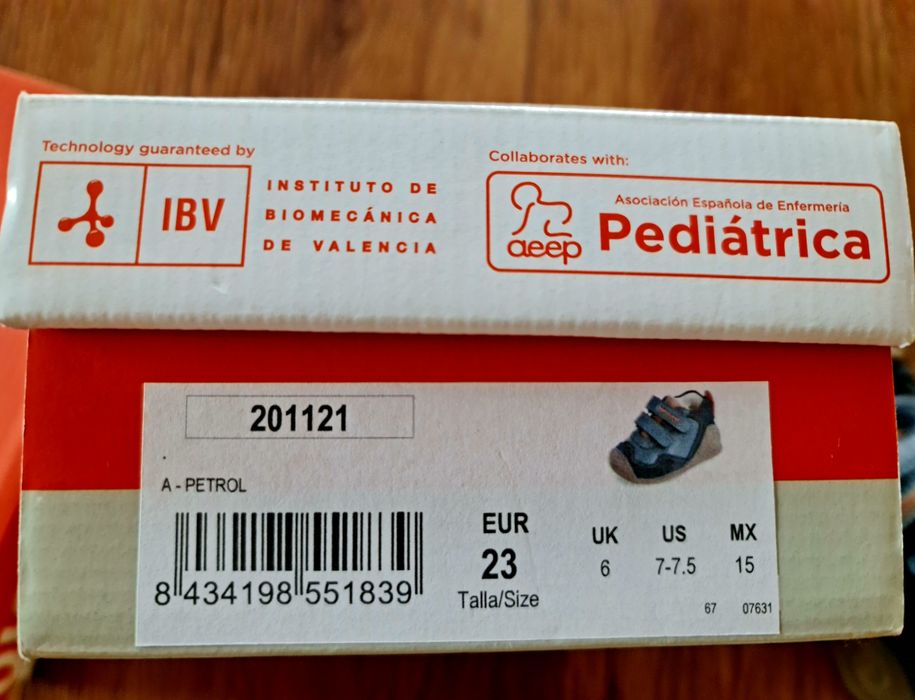 Technology guaranteed by
IBV
INSTITUTO DE
BIOMECÁNICA
DE VALENCIA
Collaborates with:
aeep
Asociación Española de Enfermería
Pediátrica
201121
A - PETROL
8 434198 551839
EUR
23
Talla/Size
UK
6
US
7-7.5
MX
15
67 07631